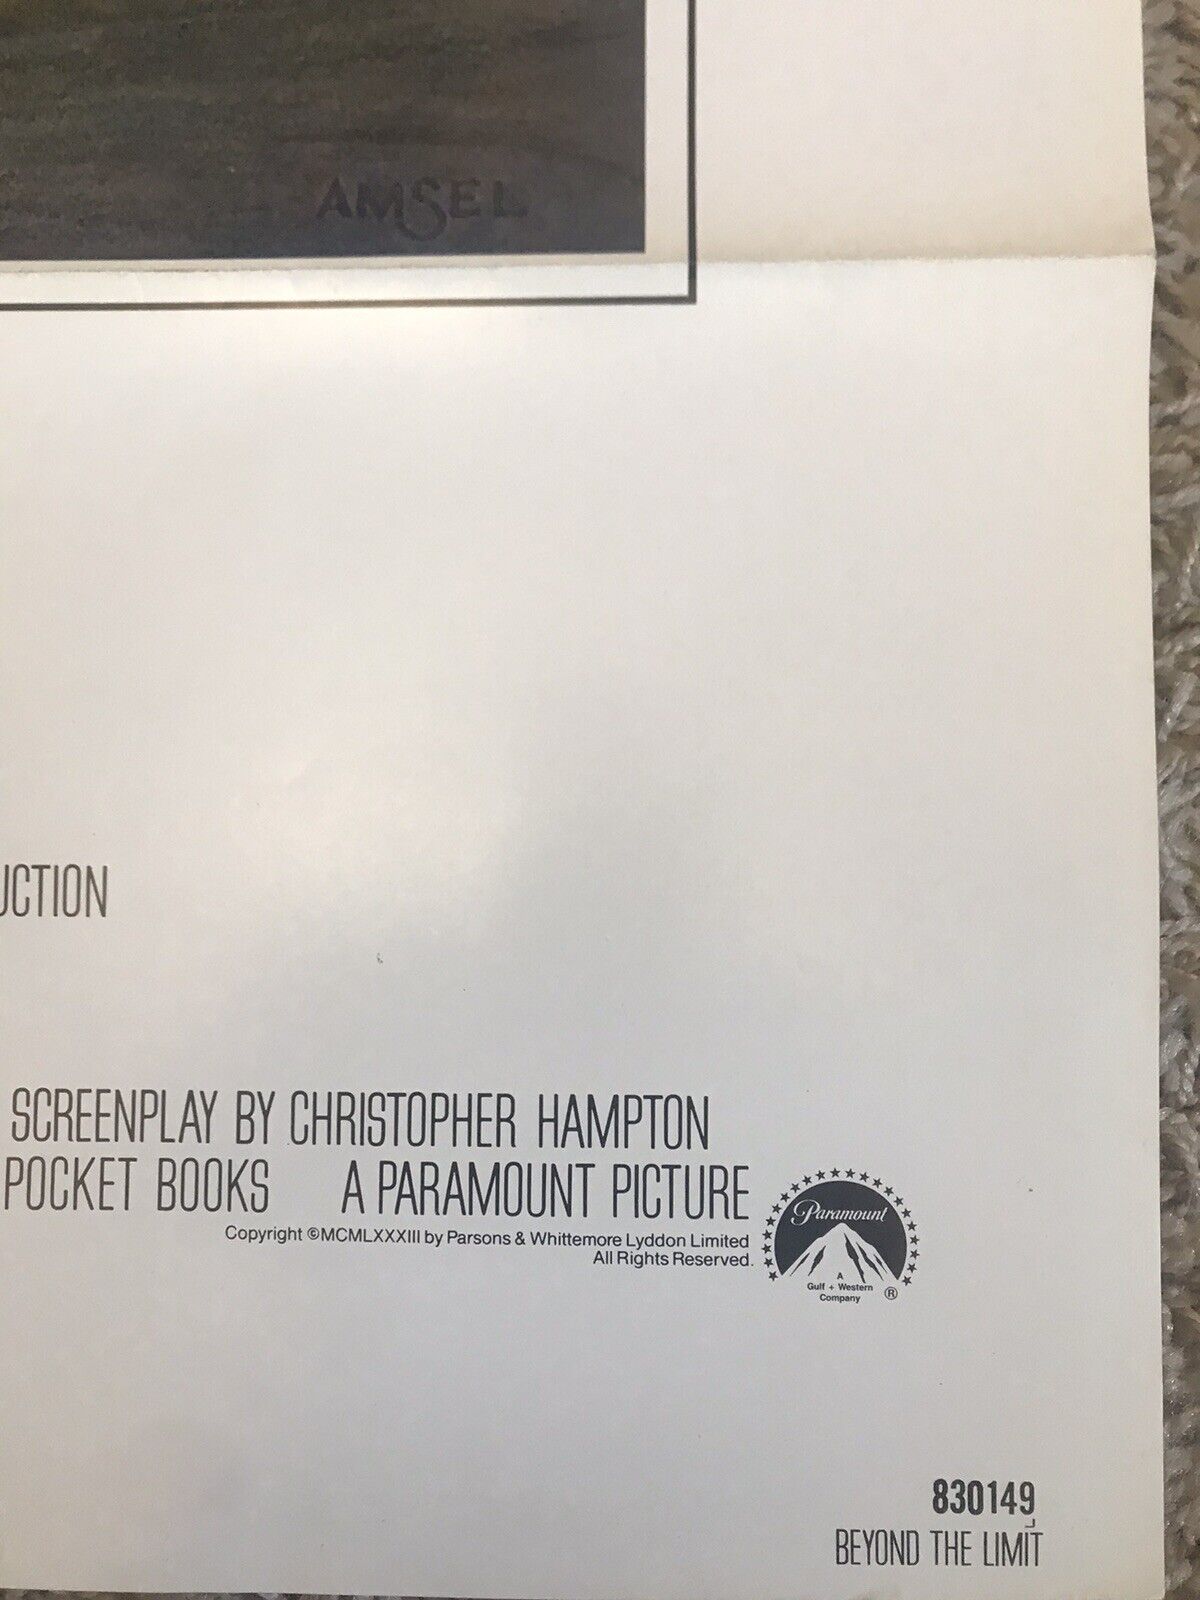 AMSEL
UCTION
SCREENPLAY BY CHRISTOPHER HAMPTON
POCKET BOOKS A PARAMOUNT PICTURE
Copyright ©MCMLXXXIII by Parsons & Whittemore Lyddon Limited
All Rights Reserved.
Paramount
A
Gulf + Western
Company ®
830149
BEYOND THE LIMIT